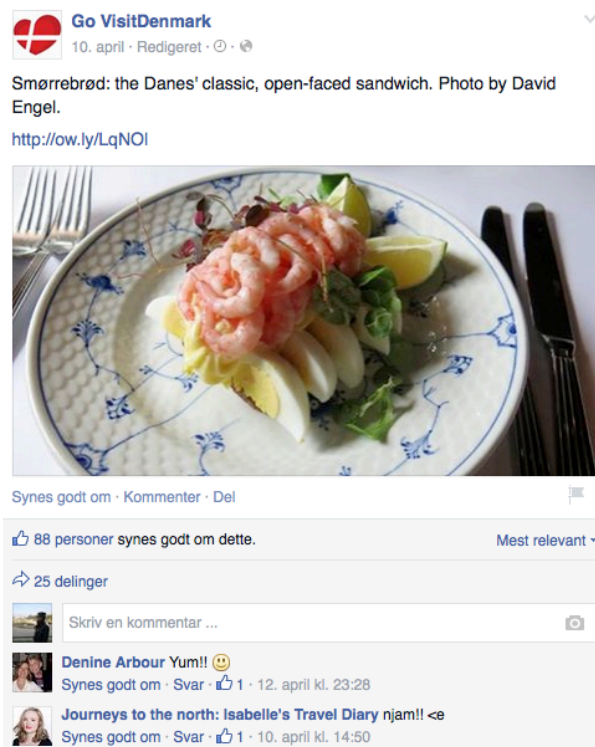 Go VisitDenmark
10. april · Redigeret ·
Smørrebrød: the Danes' classic, open-faced sandwich. Photo by David
Engel.
http://ow.ly/LqNOl
Synes godt om · Kommenter · Del
88 personer synes godt om dette.
Mest relevant
25 delinger
Skriv en kommentar ...
Denine Arbour Yum!!
Synes godt om · Svar · 1 · 12. april kl. 23:28
Journeys to the north: Isabelle's Travel Diary njam!! <e
Synes godt om · Svar · 1 · 10. april kl. 14:50